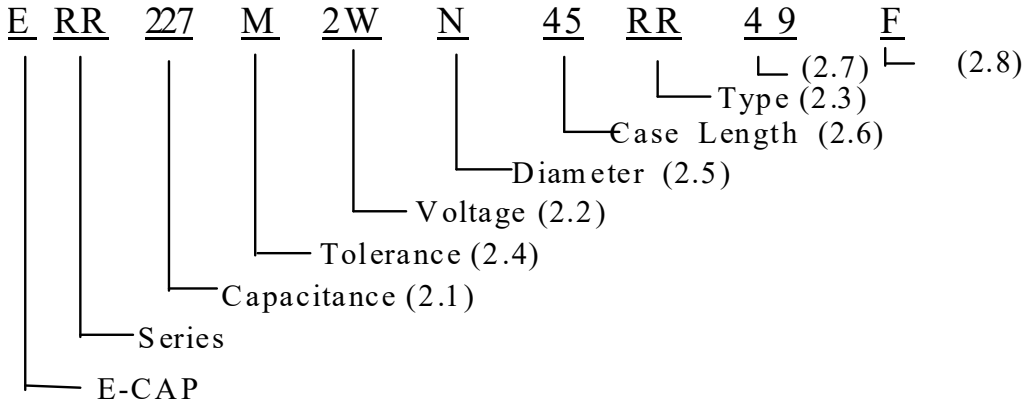 E RR 227 M 2W N 45 RR 4 9 F
(2.7) (2.8)
Type (2.3)
Case Length (2.6)
Diameter (2.5)
Voltage (2.2)
Tolerance (2.4)
Capacitance (2.1)
Series
E-CAP